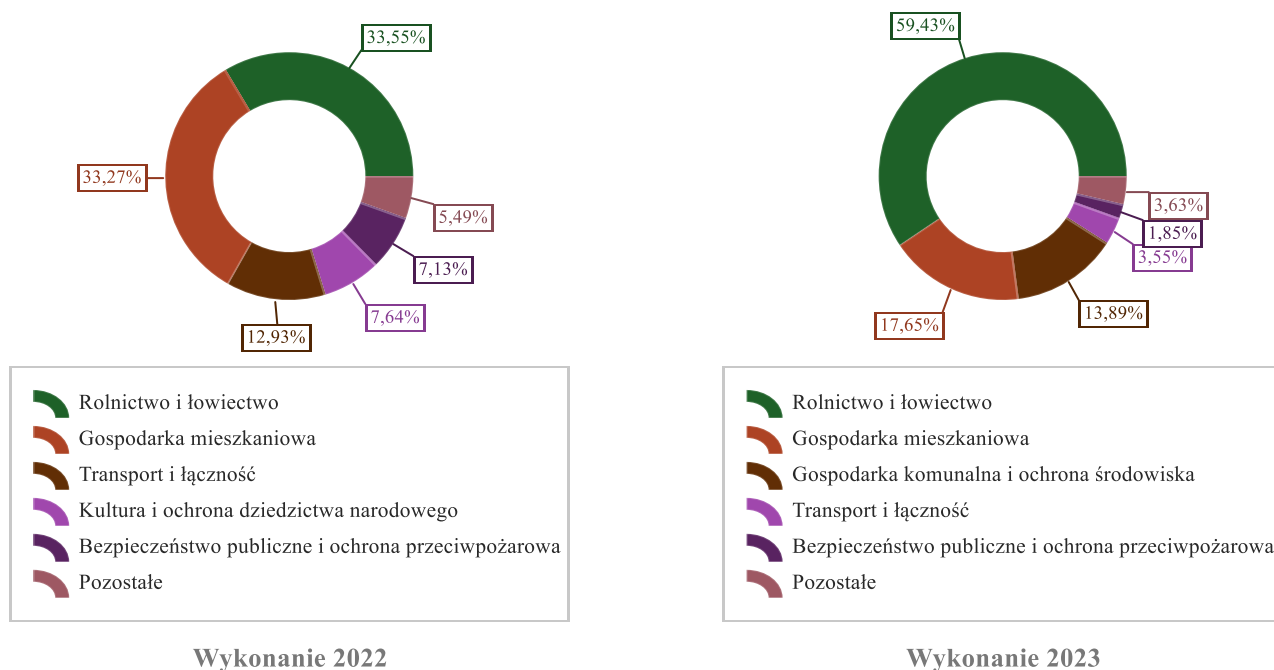 33,55%
33,27%
5,49%
7,13%
7,64%
12,93%
Rolnictwo i łowiectwo
Gospodarka mieszkaniowa
Transport i łączność
Kultura i ochrona dziedzictwa narodowego
Bezpieczeństwo publiczne i ochrona przeciwpożarowa
Pozostałe
Wykonanie 2022
59,43%
3,63%
1,85%
3,55%
13,89%
17,65%
Rolnictwo i łowiectwo
Gospodarka mieszkaniowa
Gospodarka komunalna i ochrona środowiska
Transport i łączność
Bezpieczeństwo publiczne i ochrona przeciwpożarowa
Pozostałe
Wykonanie 2023